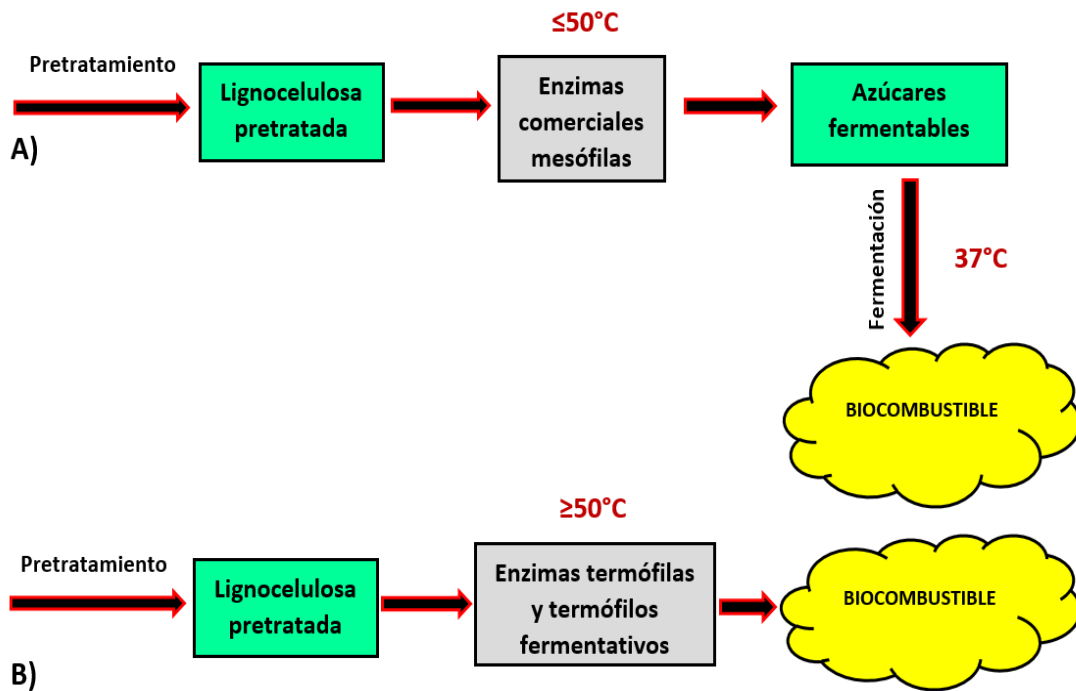 ≤50°C
Pretratamiento
Lignocelulosa
pretratada
Enzimas
comerciales
mesófilas
Azúcares
fermentables
A)
Fermentación
37°C
BIOCOMBUSTIBLE
≥50°C
Pretratamiento
Lignocelulosa
pretratada
Enzimas termófilas
y termófilos
fermentativos
BIOCOMBUSTIBLE
B)